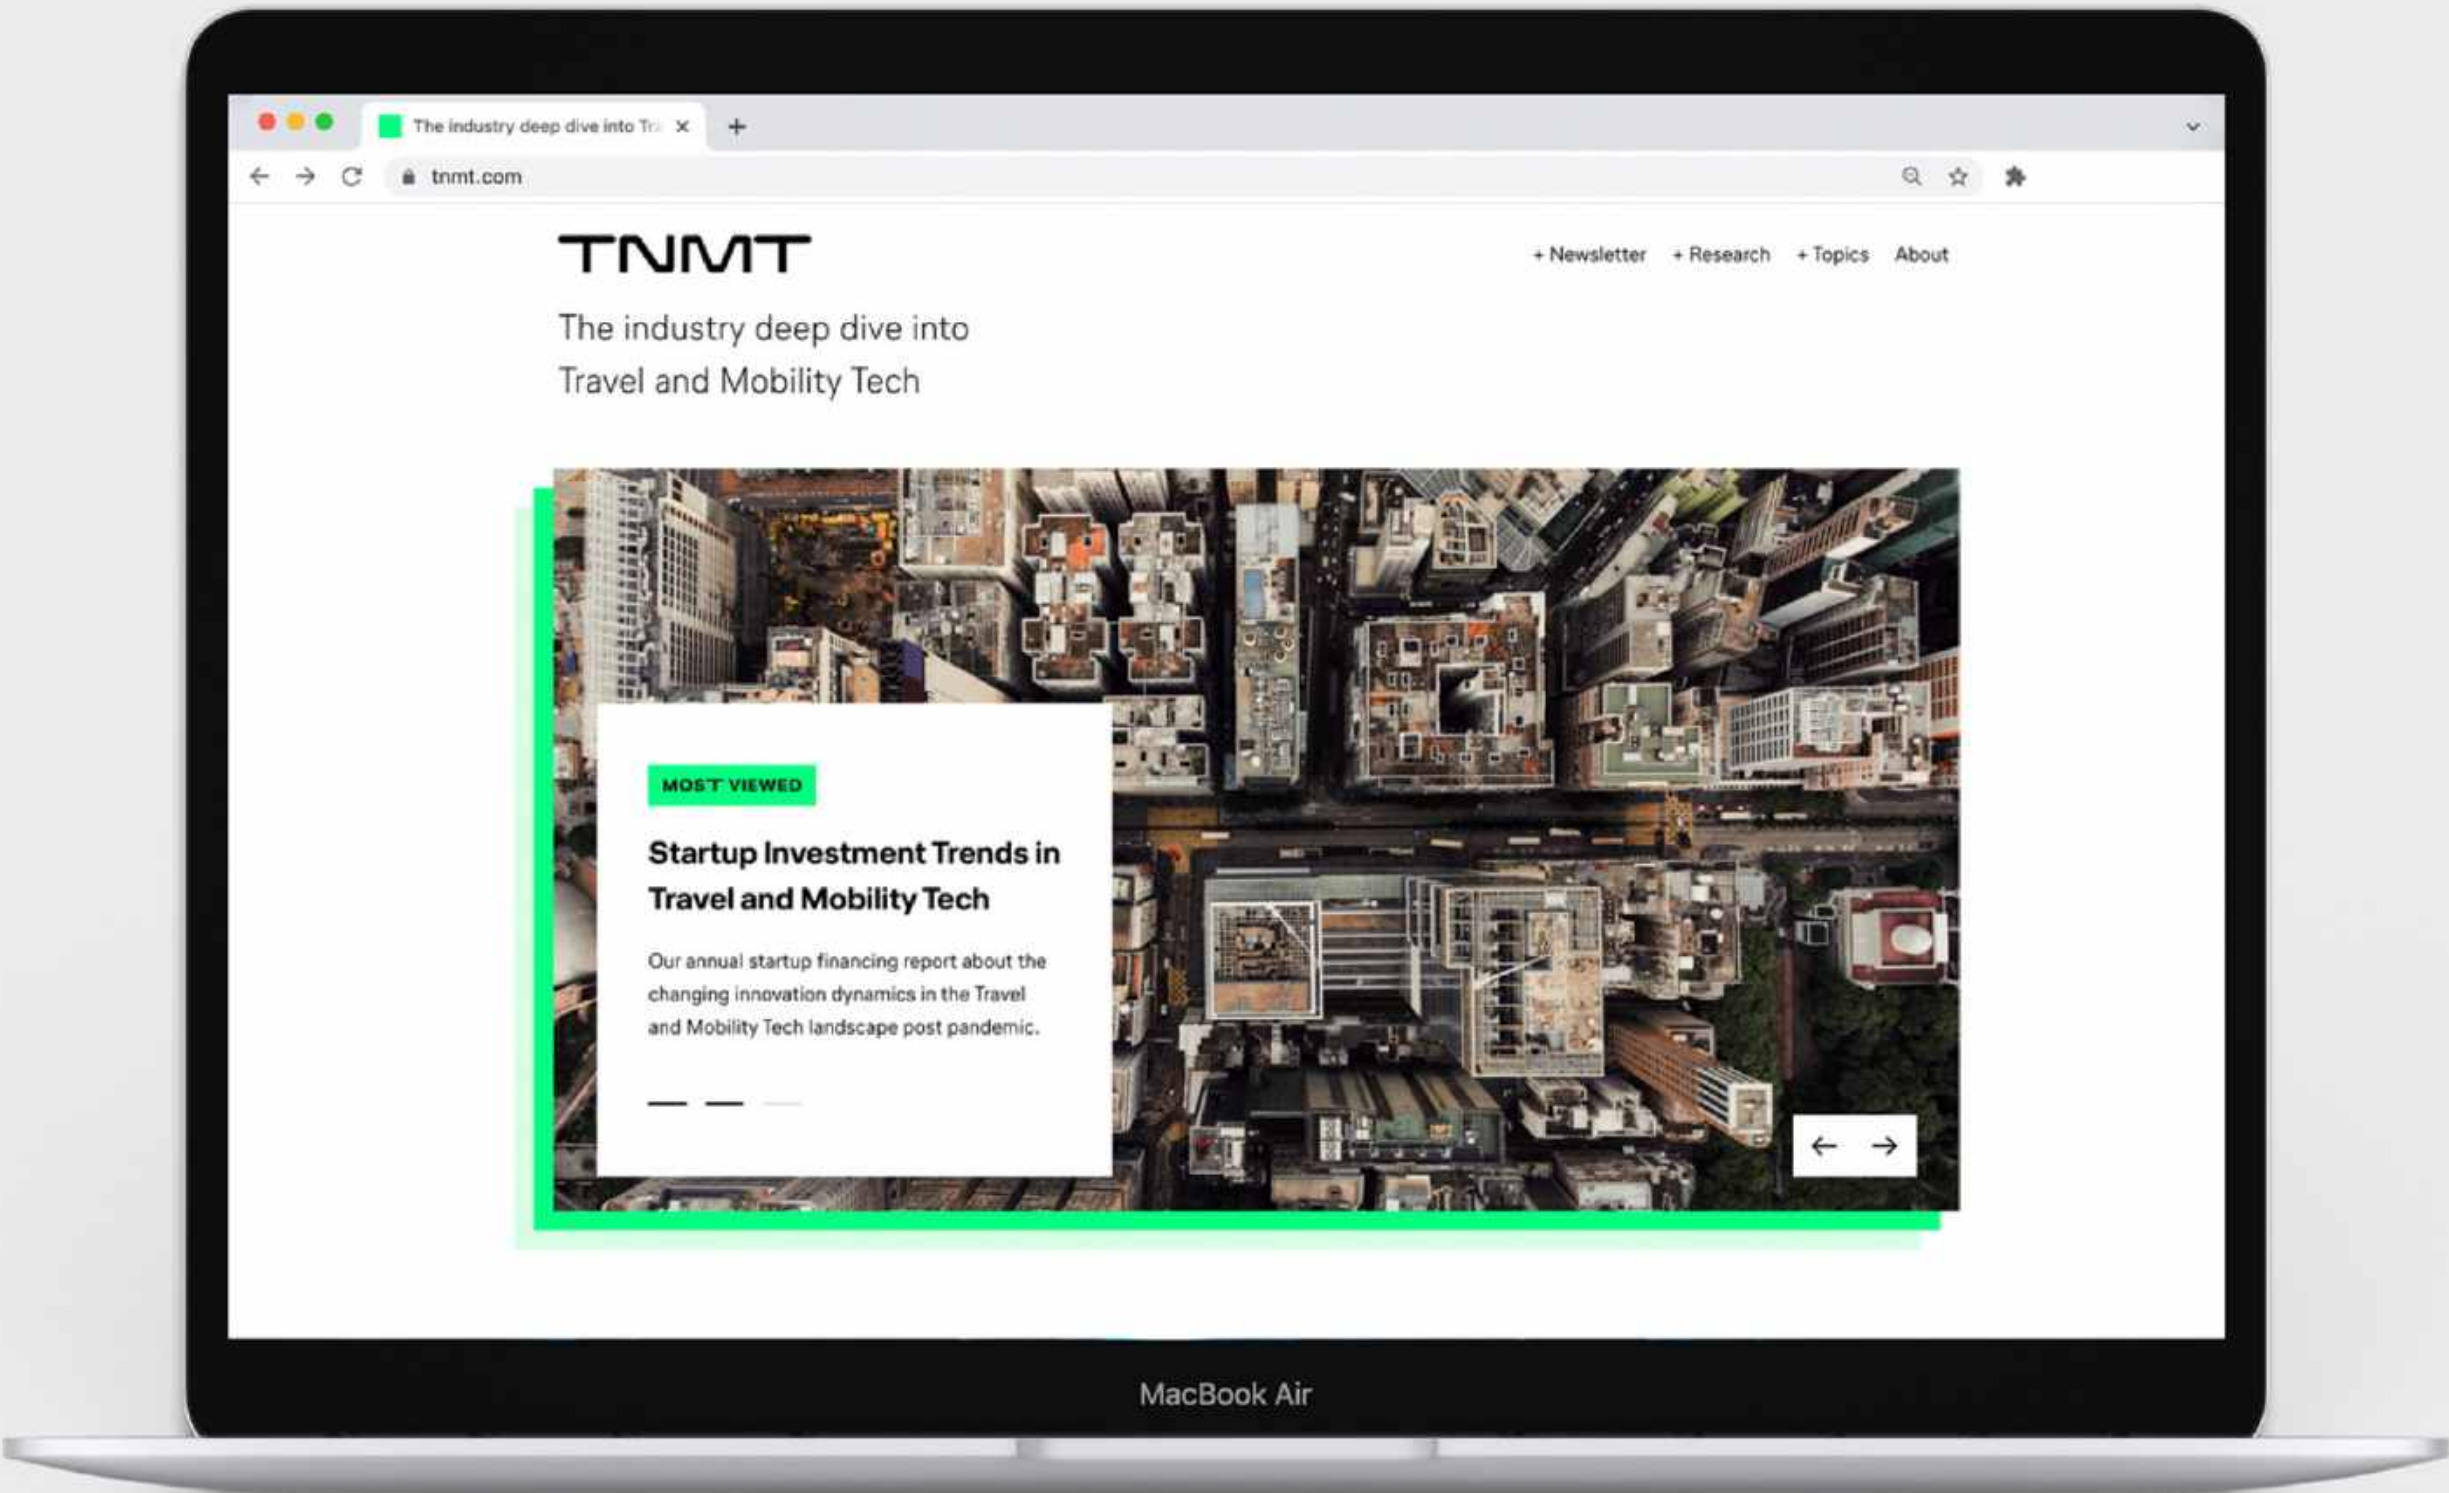 The industry deep dive into Tra
tnmt.com
TNMT
+ Newsletter + Research + Topics About
The industry deep dive into
Travel and Mobility Tech
MOST VIEWED
Startup Investment Trends in
Travel and Mobility Tech
Our annual startup financing report about the
changing innovation dynamics in the Travel
and Mobility Tech landscape post pandemic.
MacBook Air